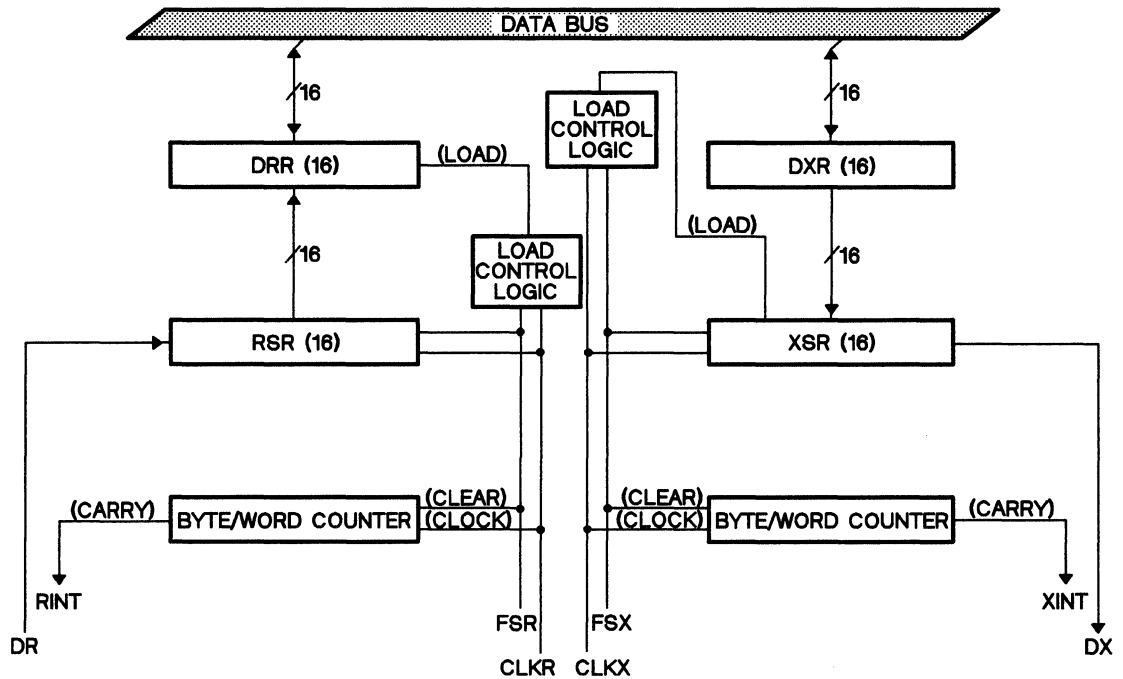 DATA BUS
16
16
LOAD
CONTROL
LOGIC
DRR (16)
(LOAD)
DXR (16)
(LOAD)
16
LOAD
CONTROL
LOGIC
16
RSR (16)
XSR (16)
(CARRY)
BYTE/WORD COUNTER
(CLEAR)
(CLOCK)
(CLEAR)
(CLOCK)
BYTE/WORD COUNTER
(CARRY)
RINT
XINT
DR
FSR
FSX
DX
CLKR
CLKX